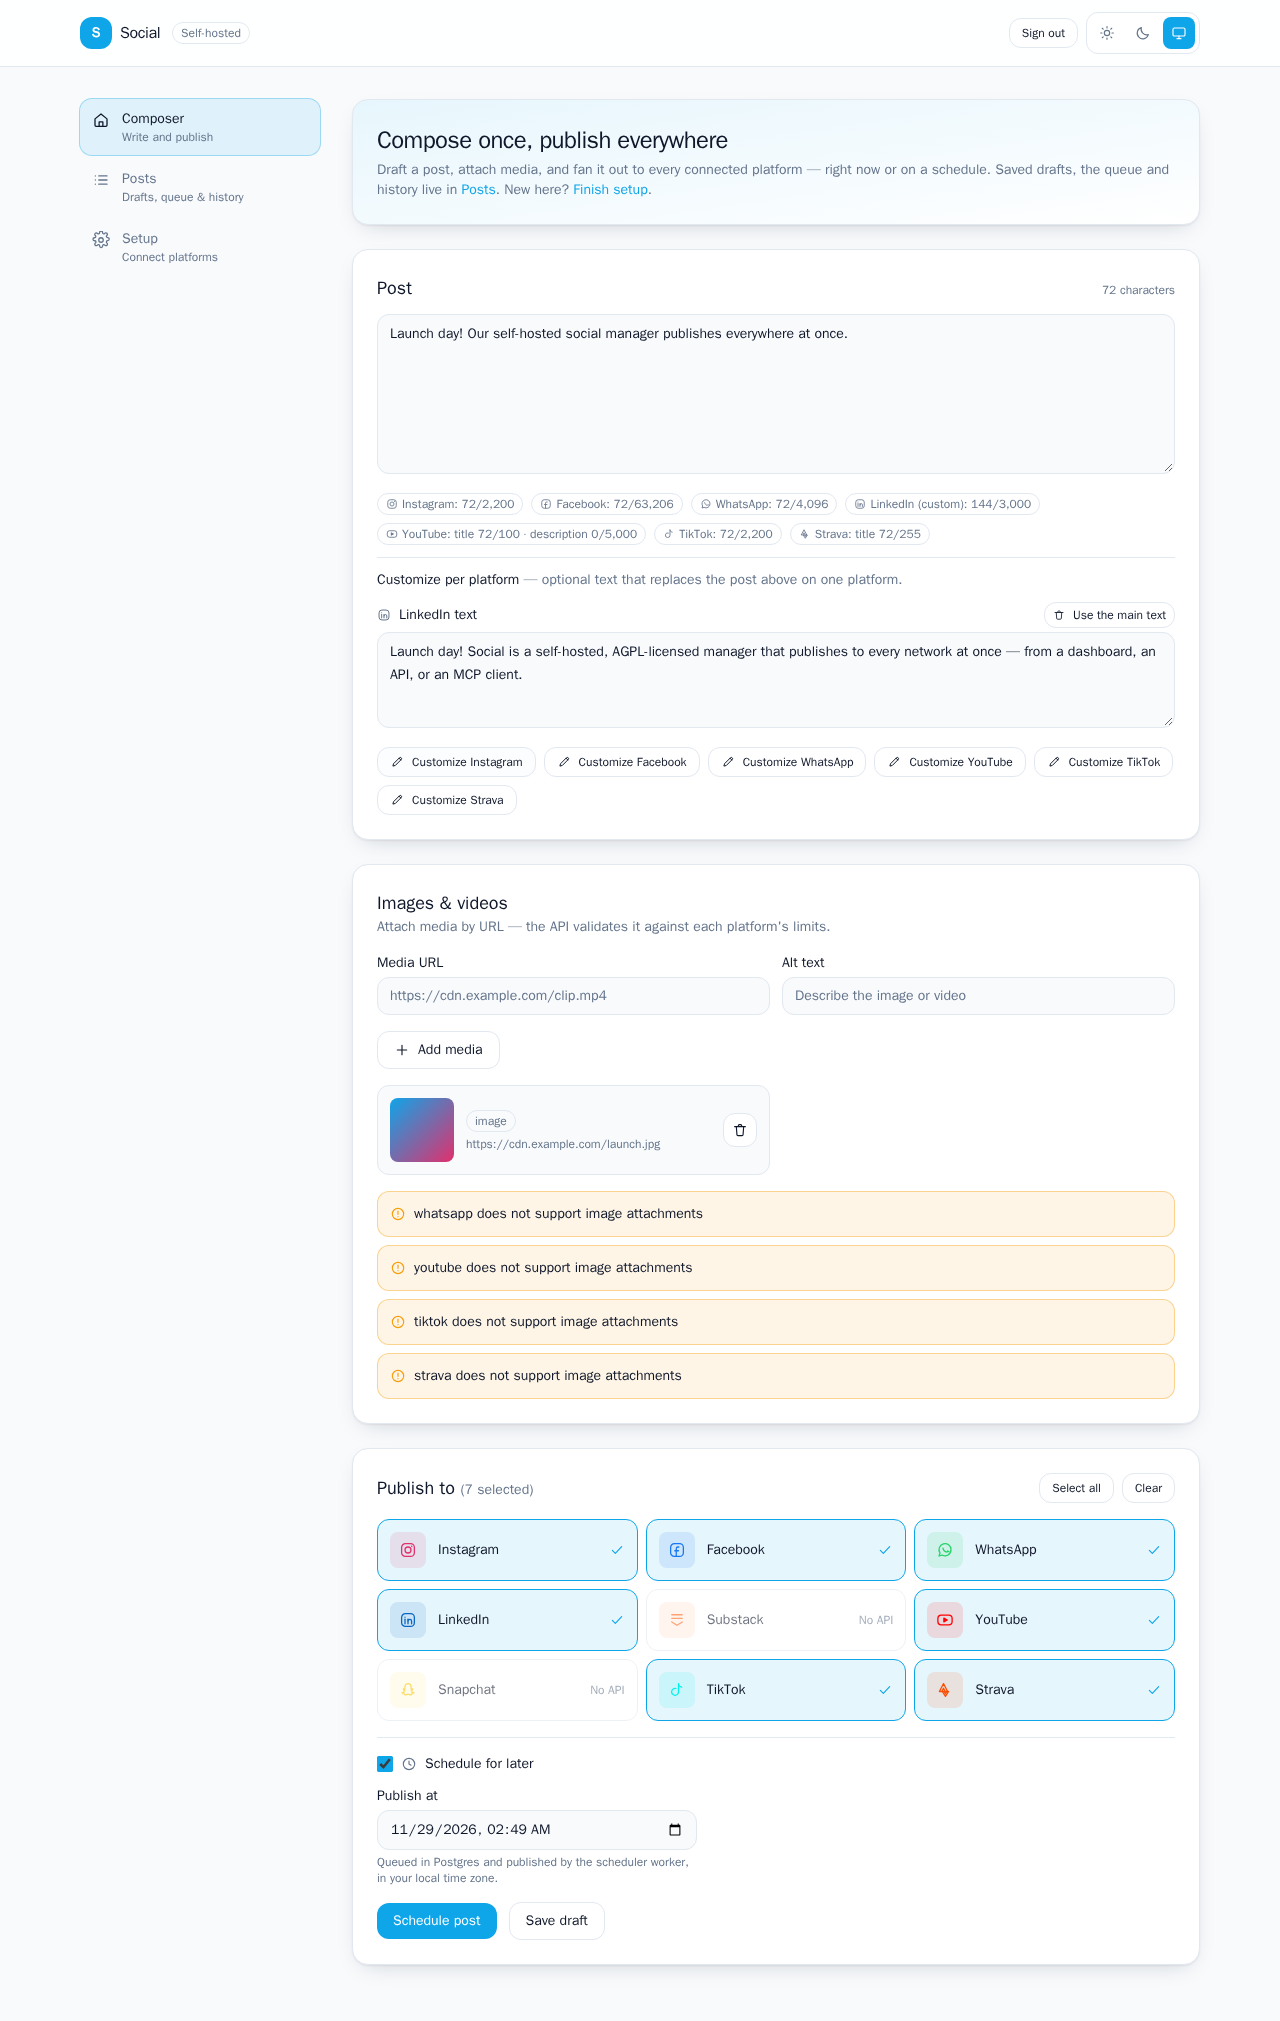 S Social Self-hosted Sign out
Composer
Write and publish
Posts
Drafts, queue & history
Setup
Connect platforms
Compose once, publish everywhere
Draft a post, attach media, and fan it out to every connected platform — right now or on a schedule. Saved drafts, the queue and
history live in Posts. New here? Finish setup.
Post 72 characters
Launch day! Our self-hosted social manager publishes everywhere at once.
Instagram: 72/2,200 Facebook: 72/63,206 WhatsApp: 72/4,096 LinkedIn (custom): 144/3,000
YouTube: title 72/100 · description 0/5,000 TikTok: 72/2,200 Strava: title 72/255
Customize per platform — optional text that replaces the post above on one platform.
LinkedIn text Use the main text
Launch day! Social is a self-hosted, AGPL-licensed manager that publishes to every network at once — from a dashboard, an
API, or an MCP client.
Customize Instagram Customize Facebook Customize WhatsApp Customize YouTube Customize TikTok
Customize Strava
Images & videos
Attach media by URL — the API validates it against each platform's limits.
Media URL Alt text
https://cdn.example.com/clip.mp4 Describe the image or video
Add media
image
https://cdn.example.com/launch.jpg
whatsapp does not support image attachments
youtube does not support image attachments
tiktok does not support image attachments
strava does not support image attachments
Publish to (7 selected) Select all Clear
Instagram Facebook WhatsApp
LinkedIn Substack No API YouTube
Snapchat No API TikTok Strava
Schedule for later
Publish at
11/29/2026, 02:49 AM
Queued in Postgres and published by the scheduler worker,
in your local time zone.
Schedule post Save draft